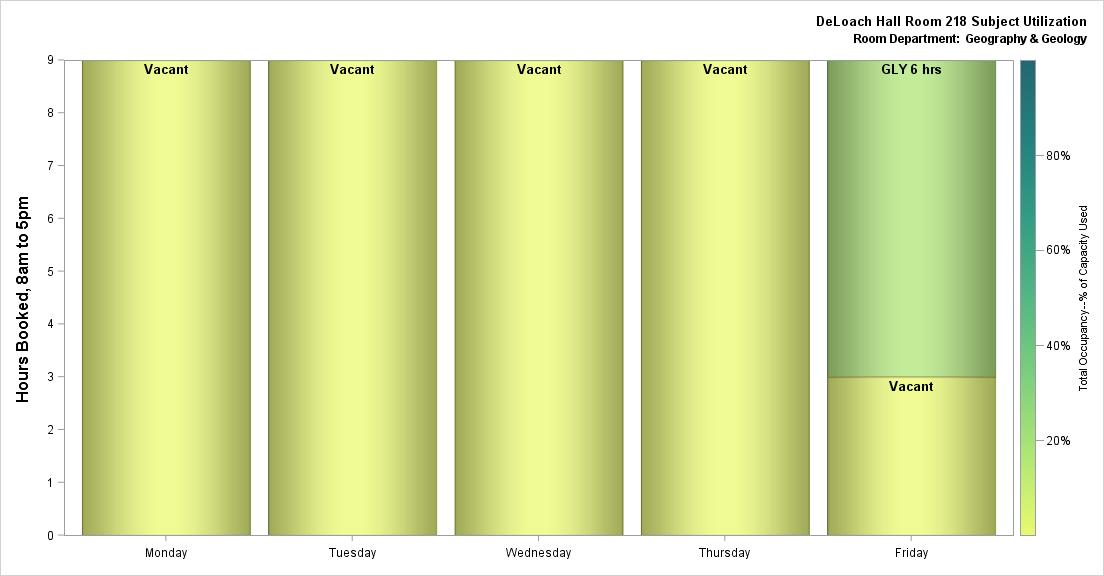 DeLoach Hall Room 218 Subject Utilization
Room Department: Geography & Geology
Hours Booked, 8am to 5pm
9
8
7
6
5
4
3
2
1
0
Vacant
Vacant
Vacant
Vacant
GLY 6 hrs
Vacant
Monday
Tuesday
Wednesday
Thursday
Friday
80%
60%
40%
20%
Total Occupancy--% of Capacity Used